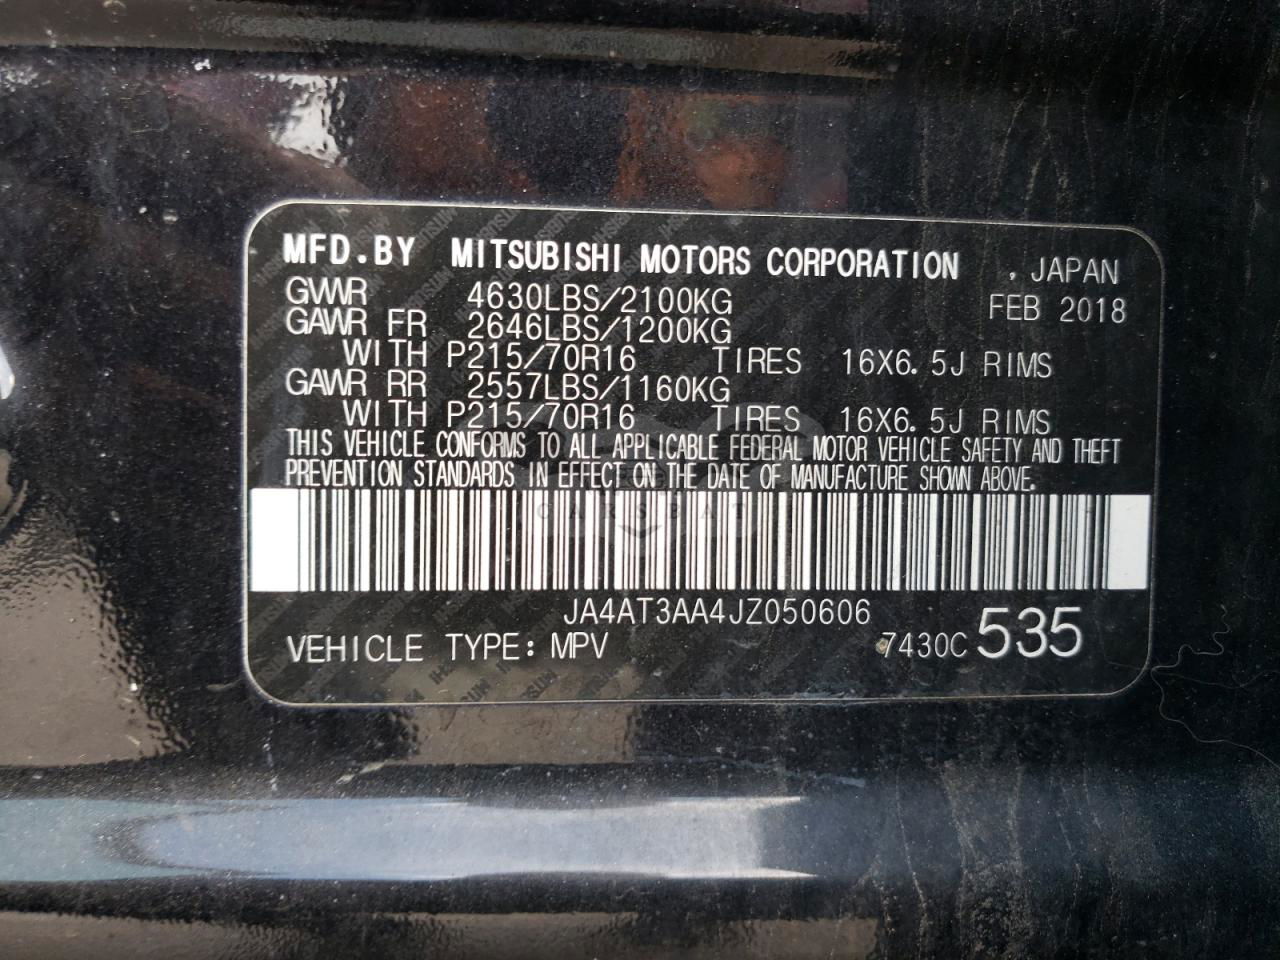 MFD.BY MITSUBISHI MOTORS CORPORATION , JAPAN
GVWR 4630LBS/2100KG FEB 2018
GAWR FR 2646LBS/1200KG
WITH P215/70R16 TIRES 16X6.5J RIMS
GAWR RR 2557LBS/1160KG
WITH P215/70R16 TIRES 16X6.5J RIMS
THIS VEHICLE CONFORMS TO ALL APPLICABLE FEDERAL MOTOR VEHICLE SAFETY AND THEFT
PREVENTION STANDARDS IN EFFECT ON THE DATE OF MANUFACTURE SHOWN ABOVE.
CARSBAT
JA4AT3AA4JZ050606
VEHICLE TYPE: MPV 7430C 535